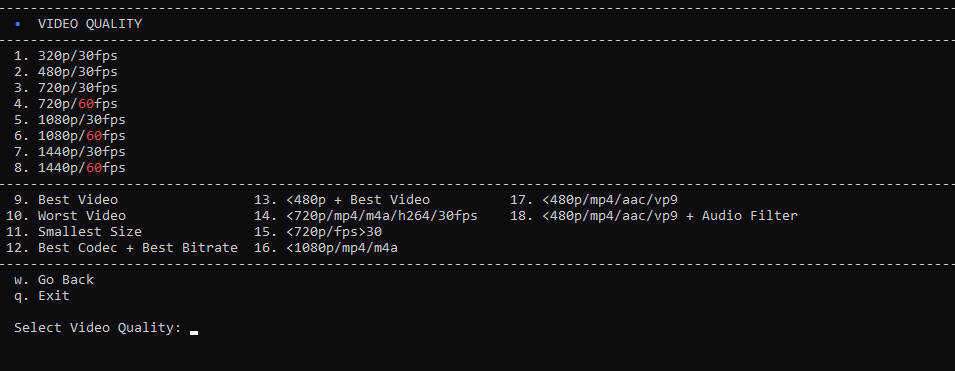 --------------------------------------------------------------------------------
• VIDEO QUALITY
--------------------------------------------------------------------------------
1. 320p/30fps
2. 480p/30fps
3. 720p/30fps
4. 720p/60fps
5. 1080p/30fps
6. 1080p/60fps
7. 1440p/30fps
8. 1440p/60fps
--------------------------------------------------------------------------------
9. Best Video 13. <480p + Best Video 17. <480p/mp4/aac/vp9
10. Worst Video 14. <720p/mp4/m4a/h264/30fps 18. <480p/mp4/aac/vp9 + Audio Filter
11. Smallest Size 15. <720p/fps>30
12. Best Codec + Best Bitrate 16. <1080p/mp4/m4a
--------------------------------------------------------------------------------
w. Go Back
q. Exit
Select Video Quality: